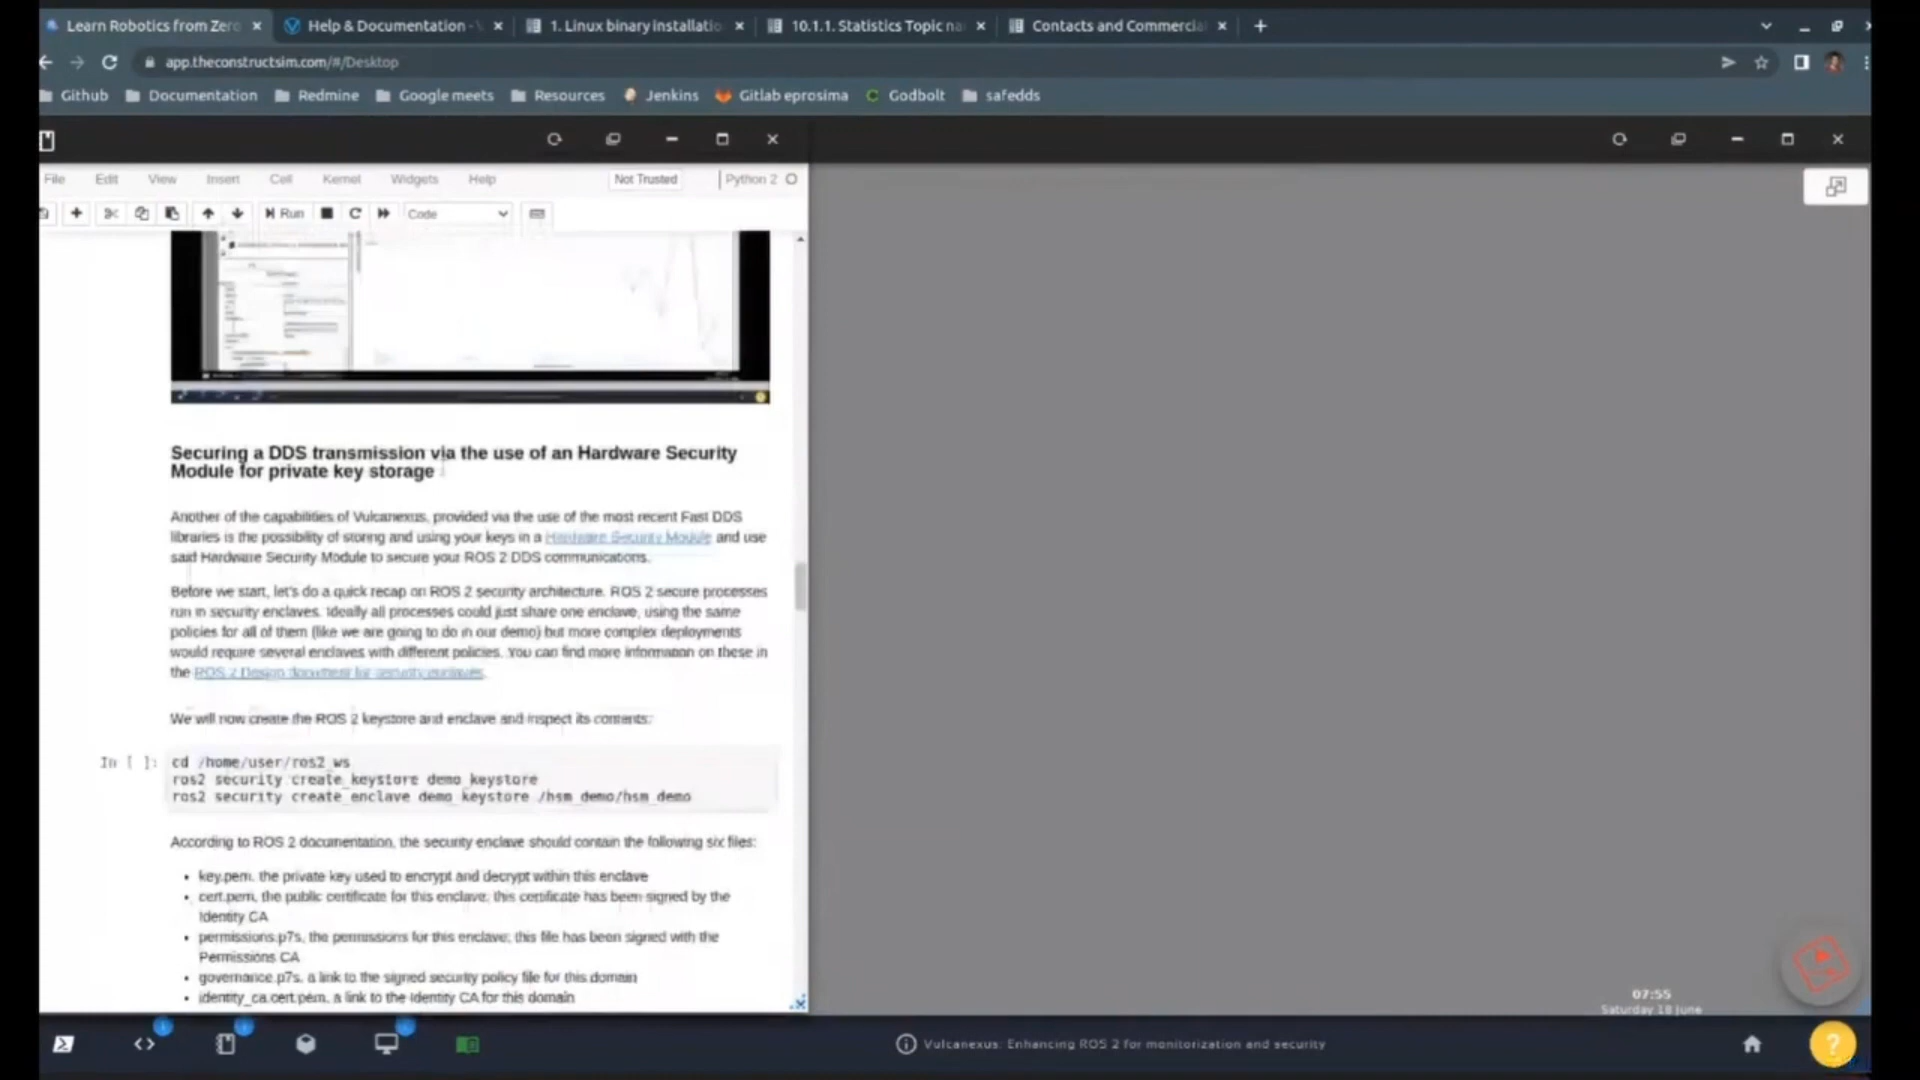 Learn Robotics from Zero
Help & Documentation -
1. Linux binary installatio
10.1.1. Statistics Topic na
Contacts and Commercia
app.theconstructsim.com/#/Desktop
Github
Documentation
Redmine
Google meets
Resources
Jenkins
Gitlab eprosima
Godbolt
safedds
File
Edit
View
Insert
Cell
Kernel
Widgets
Help
Not Trusted
Python 2
Run
Code
Securing a DDS transmission via the use of an Hardware Security
Module for private key storage
Another of the capabilities of Vulcanexus, provided via the use of the most recent Fast DDS
libraries is the possibility of storing and using your keys in a Hardware Security Module and use
said Hardware Security Module to secure your ROS 2 DDS communications.
Before we start, let's do a quick recap on ROS 2 security architecture. ROS 2 secure processes
run in security enclaves. Ideally all processes could just share one enclave, using the same
policies for all of them (like we are going to do in our demo) but more complex deployments
would require several enclaves with different policies. You can find more information on these in
the ROS 2 Design document for security enclaves.
We will now create the ROS 2 keystore and enclave and inspect its contents:
In [ ]:
cd /home/user/ros2_ws
ros2 security create_keystore demo_keystore
ros2 security create_enclave demo_keystore /hsm_demo/hsm_demo
According to ROS 2 documentation, the security enclave should contain the following six files:
• key.pem, the private key used to encrypt and decrypt within this enclave
• cert.pem, the public certificate for this enclave; this certificate has been signed by the
Identity CA
• permissions.p7s, the permissions for this enclave; this file has been signed with the
Permissions CA
• governance.p7s, a link to the signed security policy file for this domain
• identity_ca.cert.pem, a link to the Identity CA for this domain
07:55
Saturday 18 June
Vulcanexus: Enhancing ROS 2 for monitorization and security
?